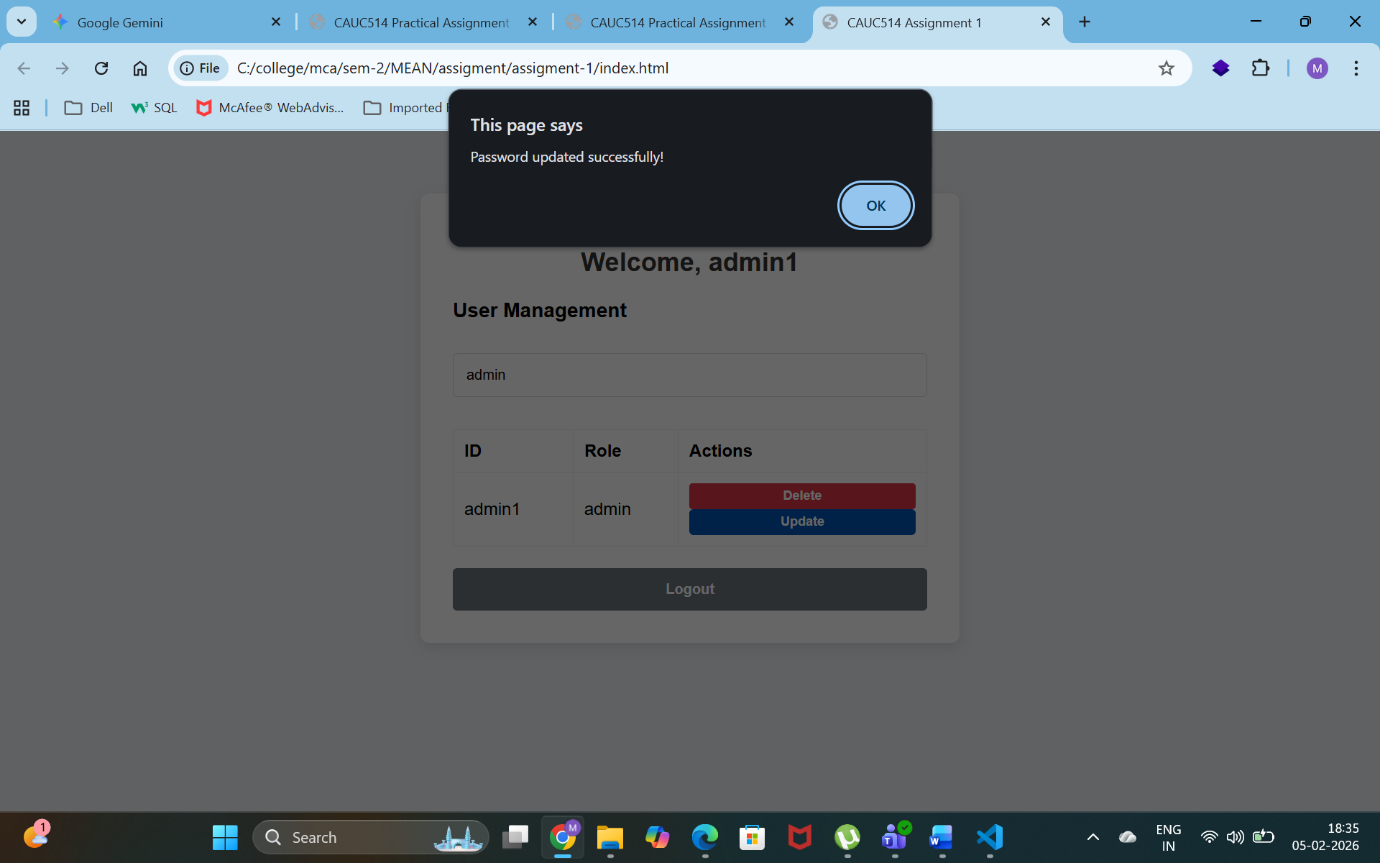 Google Gemini
CAUC514 Practical Assignment
CAUC514 Practical Assignment
CAUC514 Assignment 1
File
C:/college/mca/sem-2/MEAN/assigment/assigment-1/index.html
M
Dell
SQL
McAfee® WebAdvis...
Imported
This page says
Password updated successfully!
OK
Welcome, admin1
User Management
admin
ID Role Actions
admin1 admin Delete
Update
Logout
1
Search
M
ENG
IN
18:35
05-02-2026